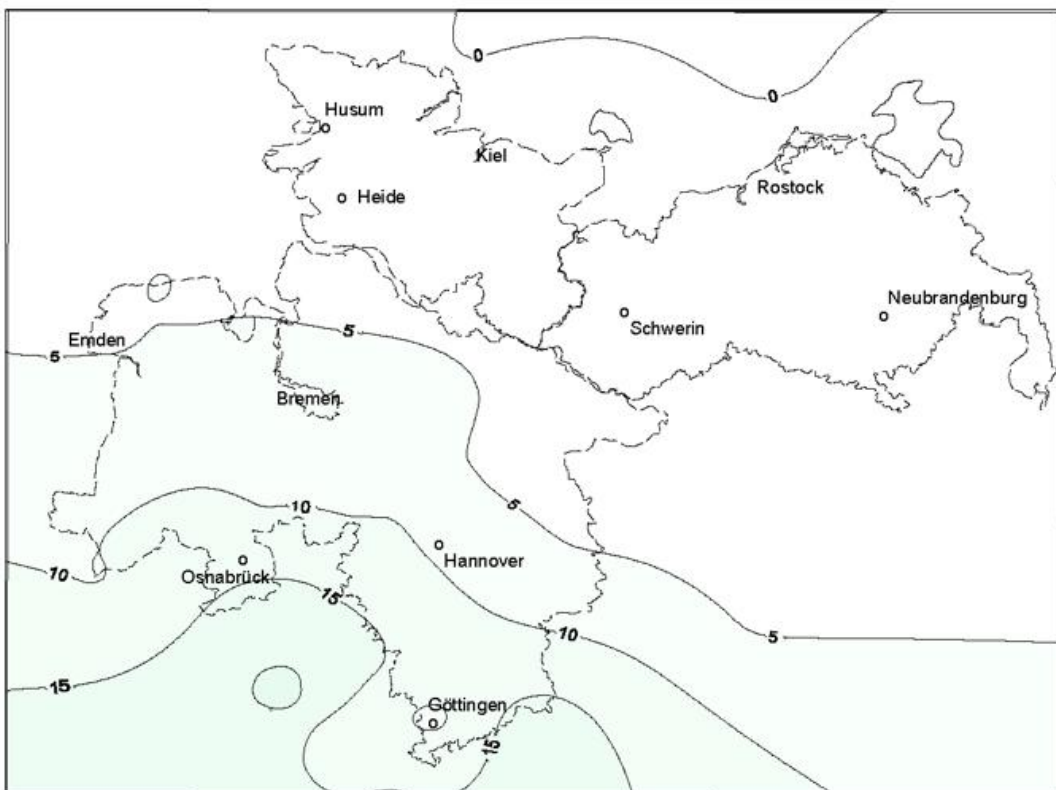 0
0
Husum
Kiel
Rostock
Heide
Neubrandenburg
Schwerin
Emden
5
5
Bremen
5
10
Hannover
Osnabrück
10
15
10
5
15
Göttingen
15